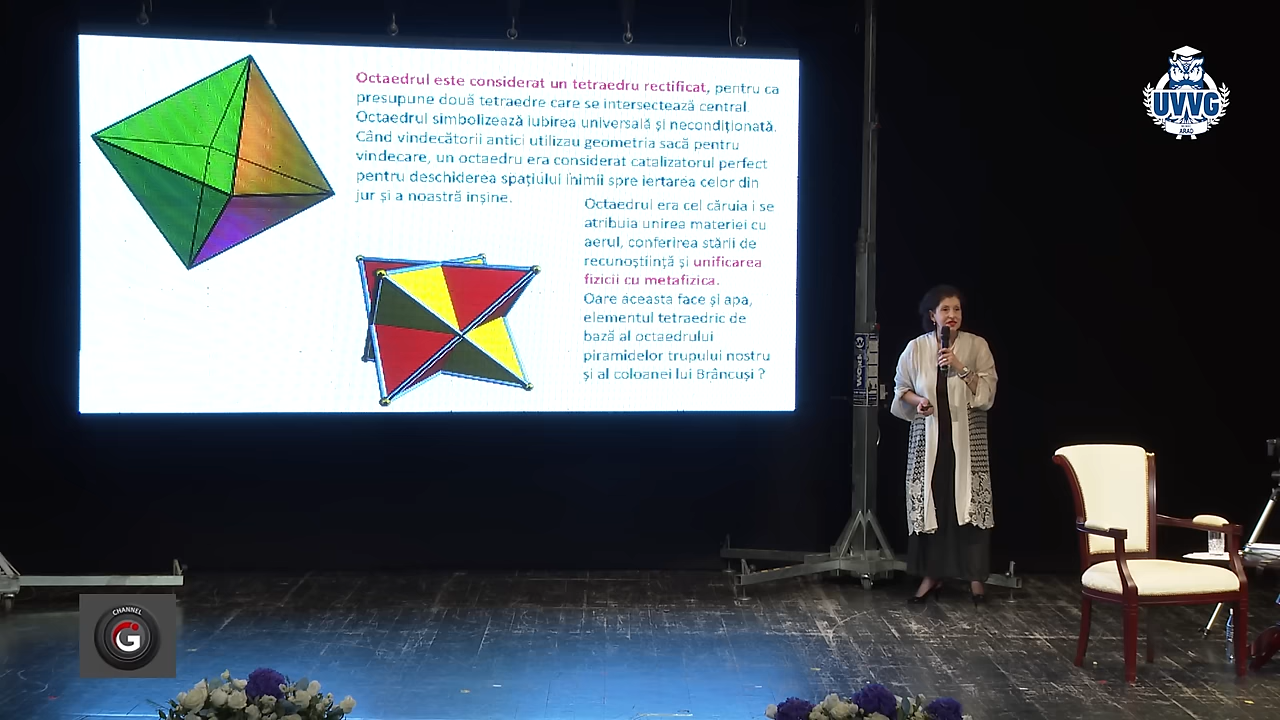 Octaedrul este considerat un tetraedru rectificat, pentru ca
presupune două tetraedre care se intersectează central.
Octaedrul simbolizează iubirea universală și necondiționată.
Când vindecătorii antici utilizau geometria sacă pentru
vindecare, un octaedru era considerat catalizatorul perfect
pentru deschiderea spațiului inimii spre iertarea celor din
jur și a noastră înșine.
Octaedrul era cel căruia i se
atribuia unirea materiei cu
aerul, conferirea stării de
recunoștiință și unificarea
fizicii cu metafizica.
Oare aceasta face și apa,
elementul tetraedric de
bază al octaedrului
piramidelor trupului nostru
și al coloanei lui Brâncuși ?
UVVG
ARAD
WORK
CHANNEL
G